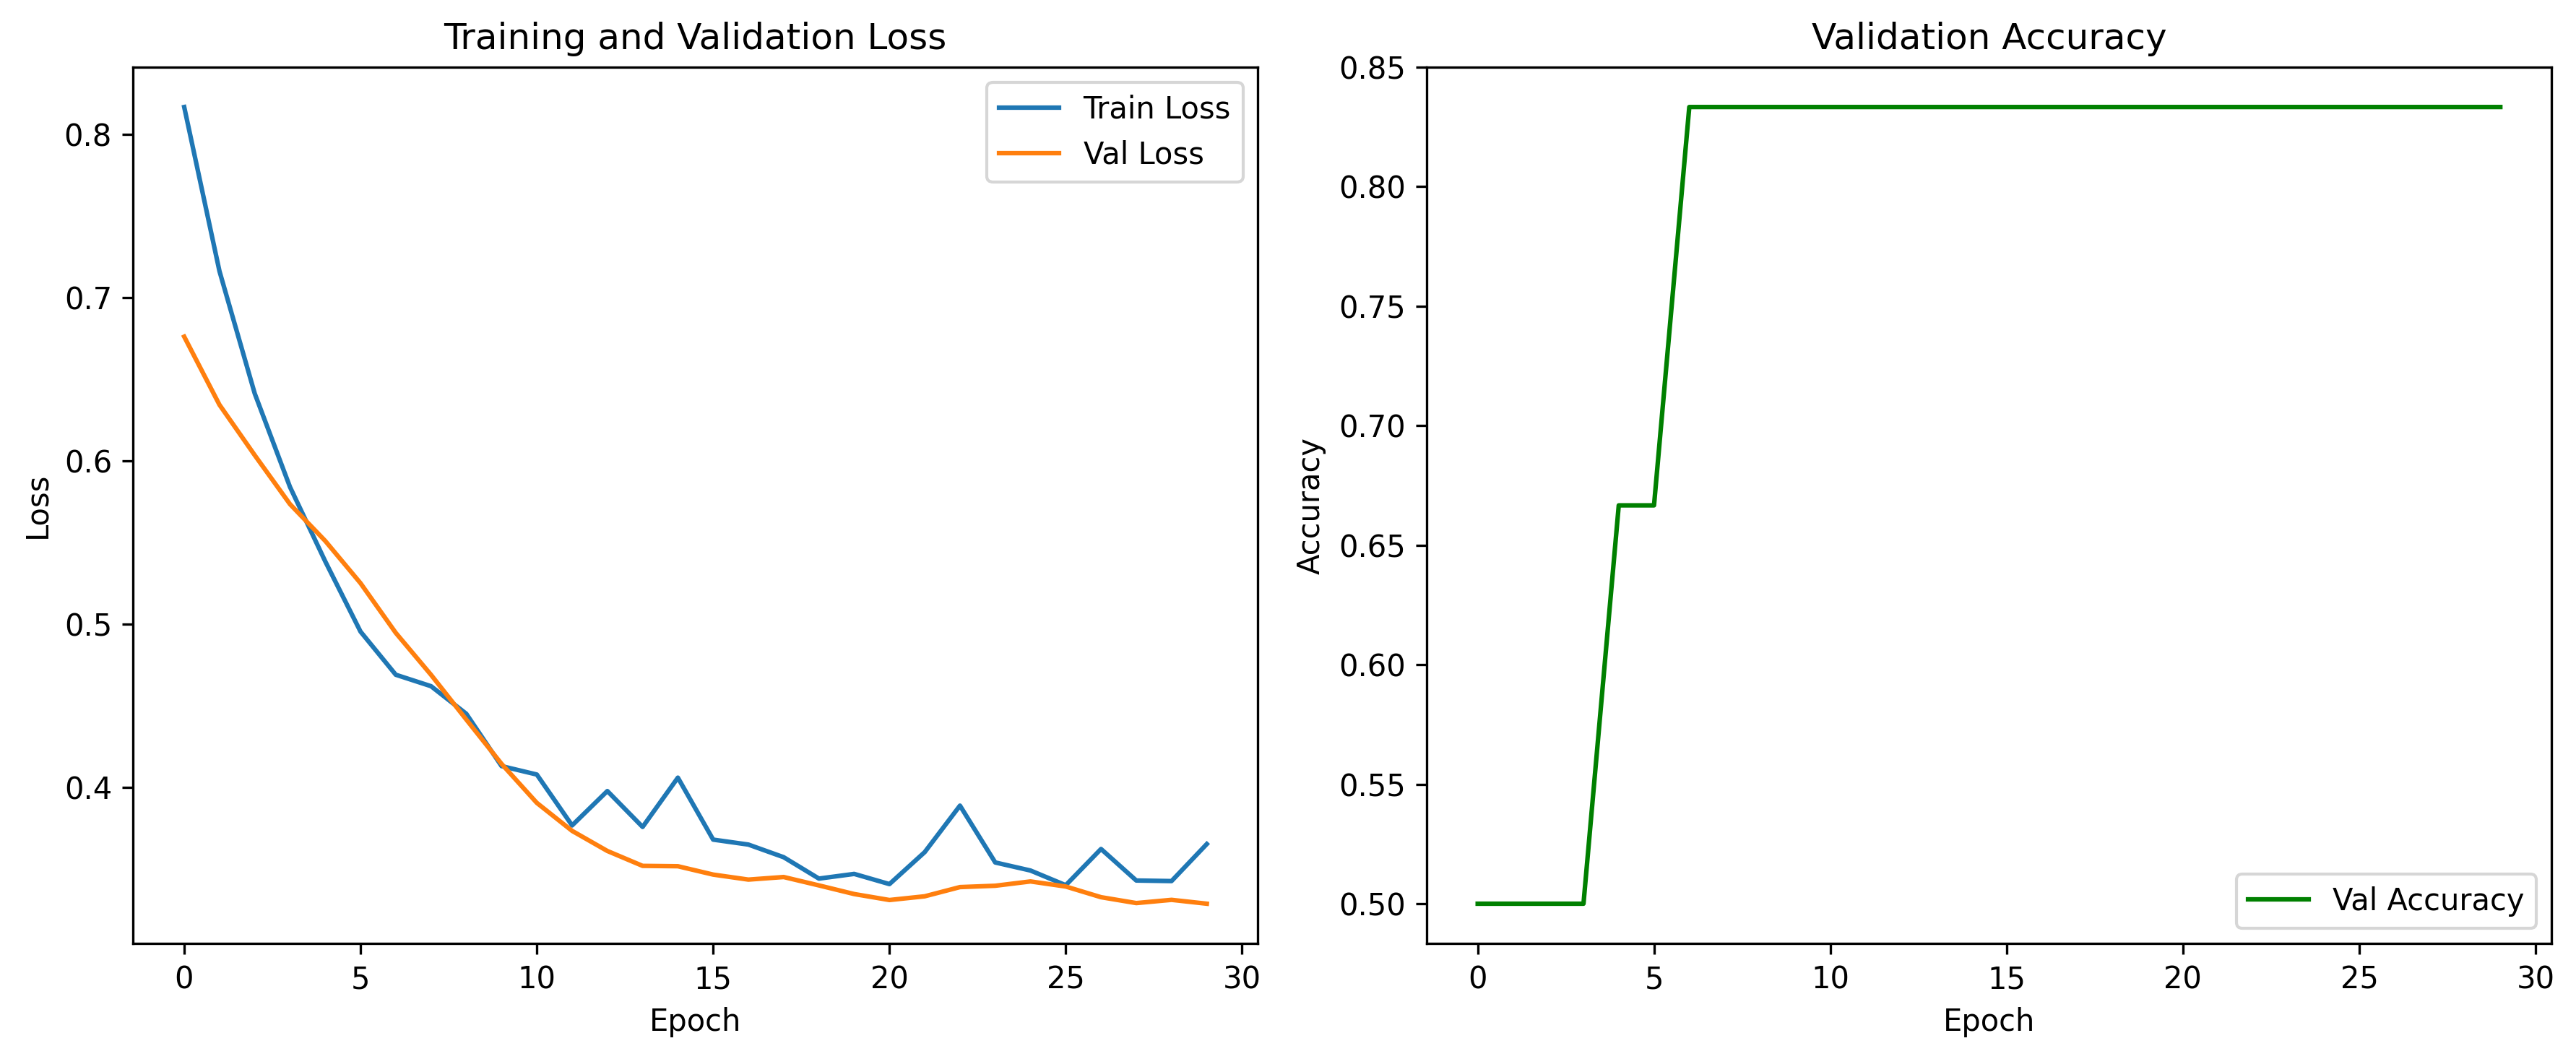 Training and Validation Loss
Loss
0.8
0.7
0.6
0.5
0.4
Train Loss
Val Loss
0 5 10 15 20 25 30
Epoch
Validation Accuracy
Accuracy
0.85
0.80
0.75
0.70
0.65
0.60
0.55
0.50
Val Accuracy
0 5 10 15 20 25 30
Epoch